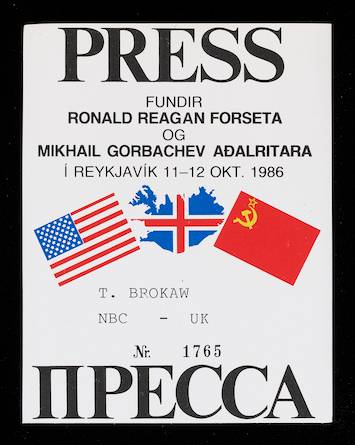 PRESS
FUNDIR
RONALD REAGAN FORSETA
OG
MIKHAIL GORBACHEV AÐALRITARA
Í REYKJAVÍK 11–12 OKT. 1986
T. BROKAW
NBC - UK
Nr. 1765
ПРЕССА